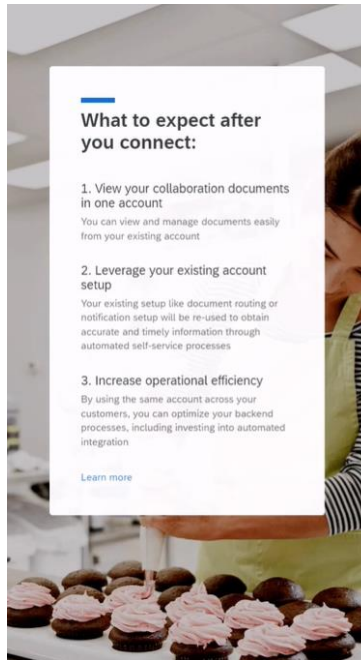 What to expect after
you connect:
1. View your collaboration documents
in one account
You can view and manage documents easily
from your existing account
2. Leverage your existing account
setup
Your existing setup like document routing or
notification setup will be re-used to obtain
accurate and timely information through
automated self-service processes
3. Increase operational efficiency
By using the same account across your
customers, you can optimize your backend
processes, including investing into automated
integration
Learn more